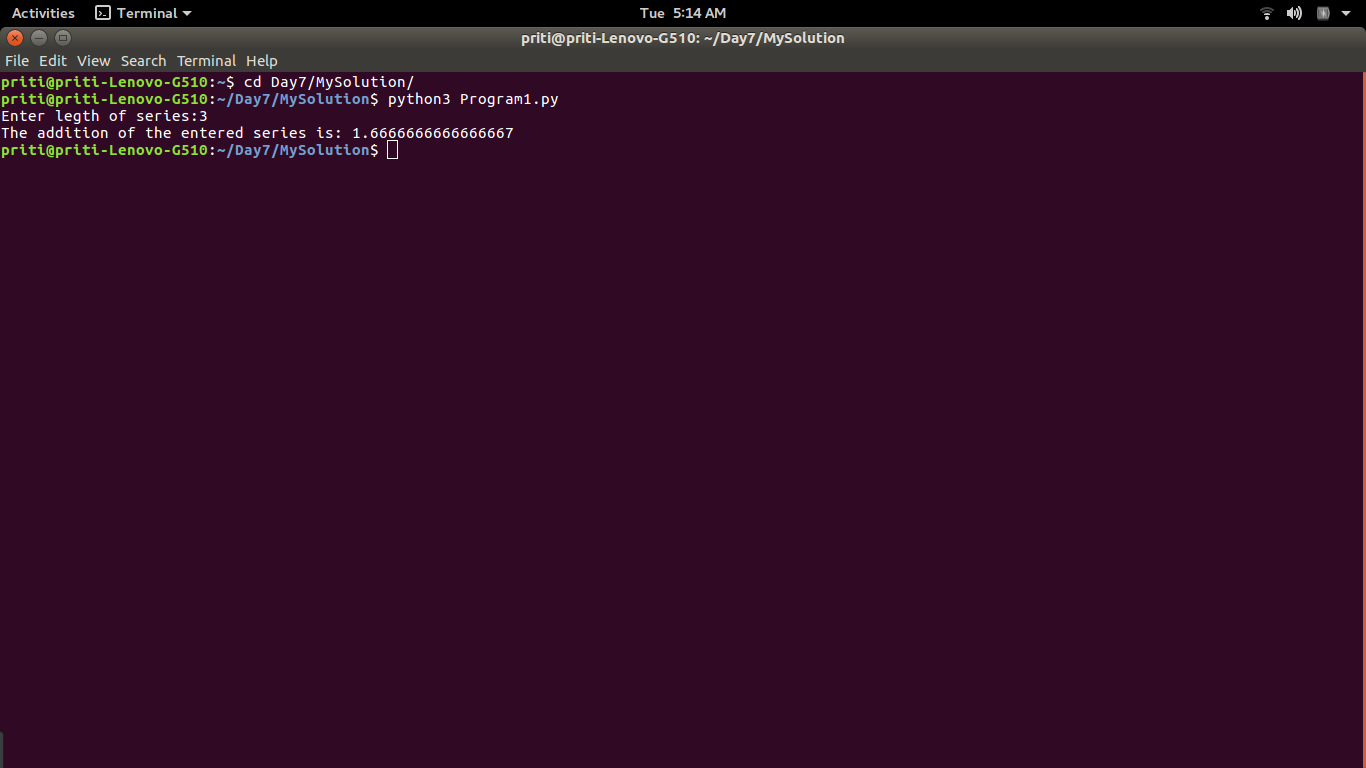 Activities Terminal Tue 5:14 AM
priti@priti-Lenovo-G510: ~/Day7/MySolution
File Edit View Search Terminal Help
priti@priti-Lenovo-G510:~$ cd Day7/MySolution/
priti@priti-Lenovo-G510:~/Day7/MySolution$ python3 Program1.py
Enter legth of series:3
The addition of the entered series is: 1.6666666666666667
priti@priti-Lenovo-G510:~/Day7/MySolution$